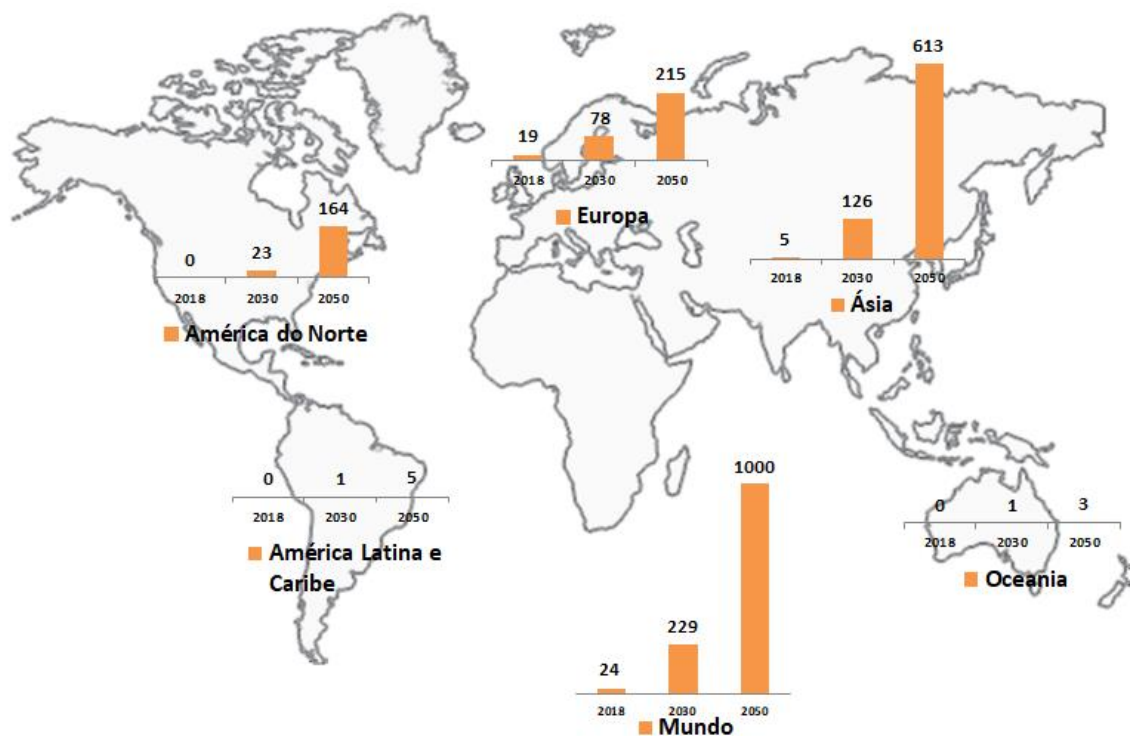 19 78 215
2018 2030 2050
Europa
5 126 613
2018 2030 2050
Ásia
0 23 164
2018 2030 2050
América do Norte
0 1 5
2018 2030 2050
América Latina e
Caribe
0 1 3
2018 2030 2050
Oceania
24 229 1000
2018 2030 2050
Mundo